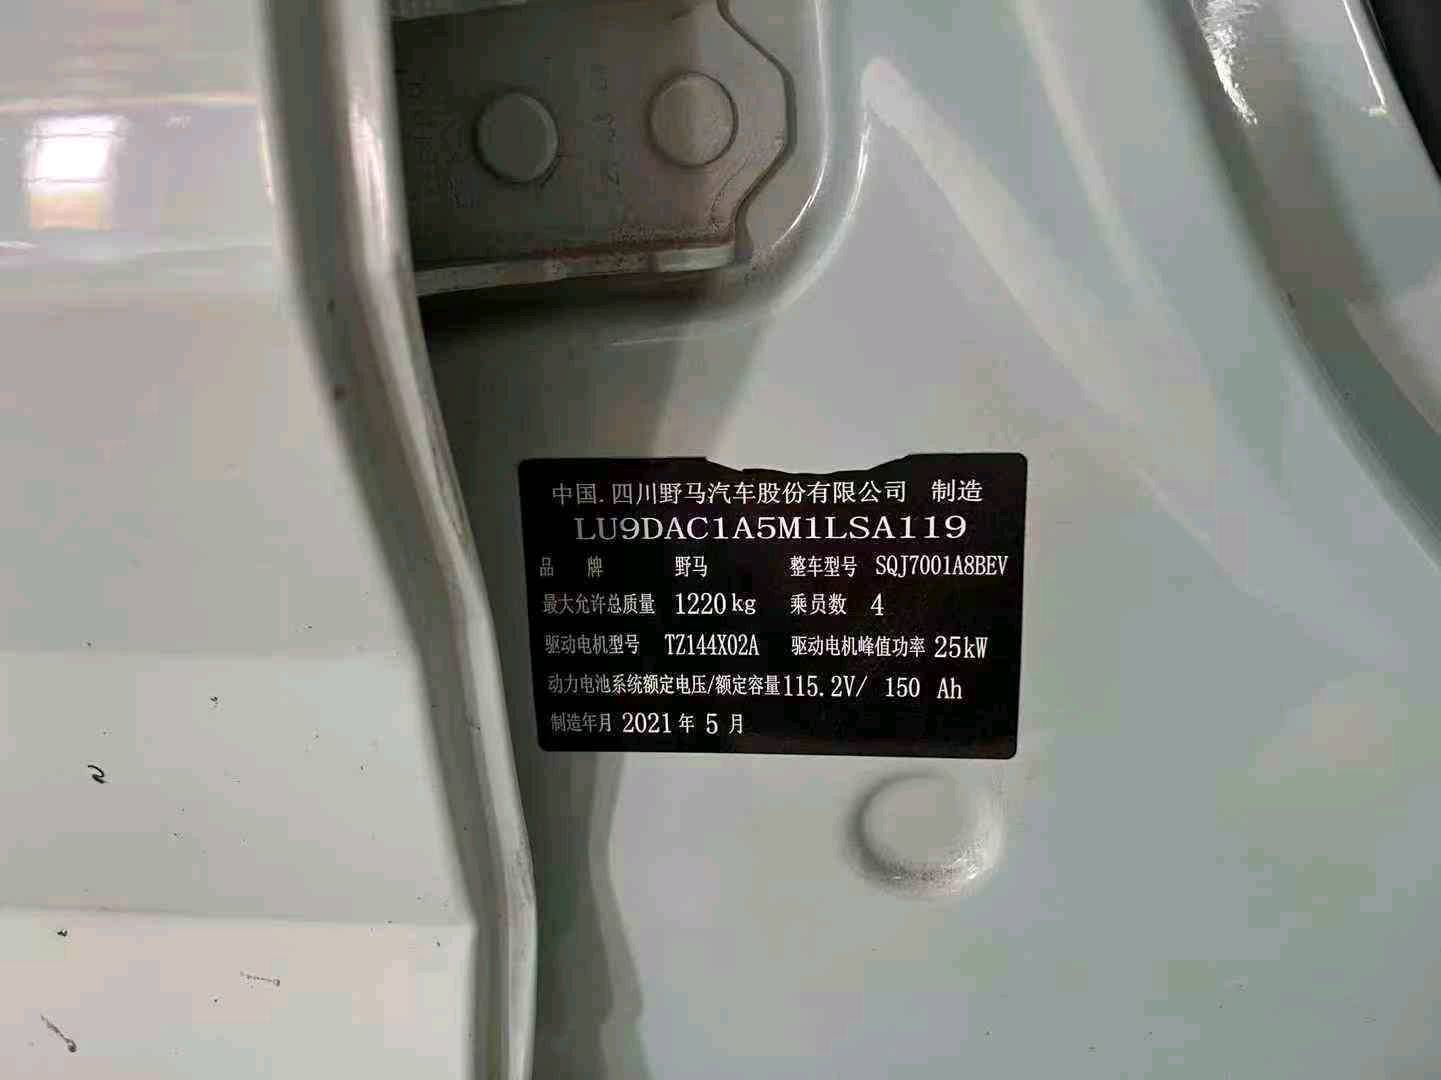 中国.四川野马汽车股份有限公司 制造
LU9DAC1A5M1LSA119
品 牌 野马 整车型号 SQJ7001A8BEV
最大允许总质量 1220kg 乘员数 4
驱动电机型号 TZ144X02A 驱动电机峰值功率 25kW
动力电池系统额定电压/额定容量115.2V/ 150 Ah
制造年月 2021 年 5 月